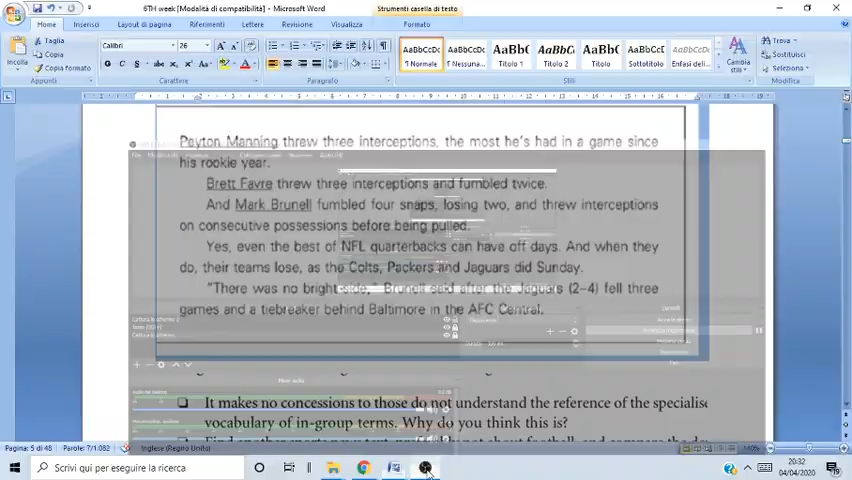 6TH week [Modalità di compatibilità] - Microsoft Word
Strumenti casella di testo
Home Inserisci Layout di pagina Riferimenti Lettere Revisione Visualizza Formato
Incolla
Taglia
Copia
Copia formato
Calibri 26
AaBbCcDc AaBbCcDc AaBbC AaBbCc AaBbC AaBbCc AaBbCcDc
¶ Normale ¶ Nessuna... Titolo 1 Titolo 2 Titolo Sottotitolo Enfasi deli...
Cambia stili
Trova
Sostituisci
Seleziona
Appunti Carattere Paragrafo Stili Modifica
Peyton Manning threw three interceptions, the most he's had in a game since
his rookie year.
Brett Favre threw three interceptions and fumbled twice.
And Mark Brunell fumbled four snaps, losing two, and threw interceptions
on consecutive possessions before being pulled.
Yes, even the best of NFL quarterbacks can have off days. And when they
do, their teams lose, as the Colts, Packers and Jaguars did Sunday.
"There was no bright side," Brunell said after the Jaguars (2–4) fell three
games and a tiebreaker behind Baltimore in the AFC Central.
It makes no concessions to those do not understand the reference of the specialise
vocabulary of in-group terms. Why do you think this is?
Pagina: 5 di 48 Parole: 7/1.082 Inglese (Regno Unito) 140%
Scrivi qui per eseguire la ricerca
20:32
04/04/2020